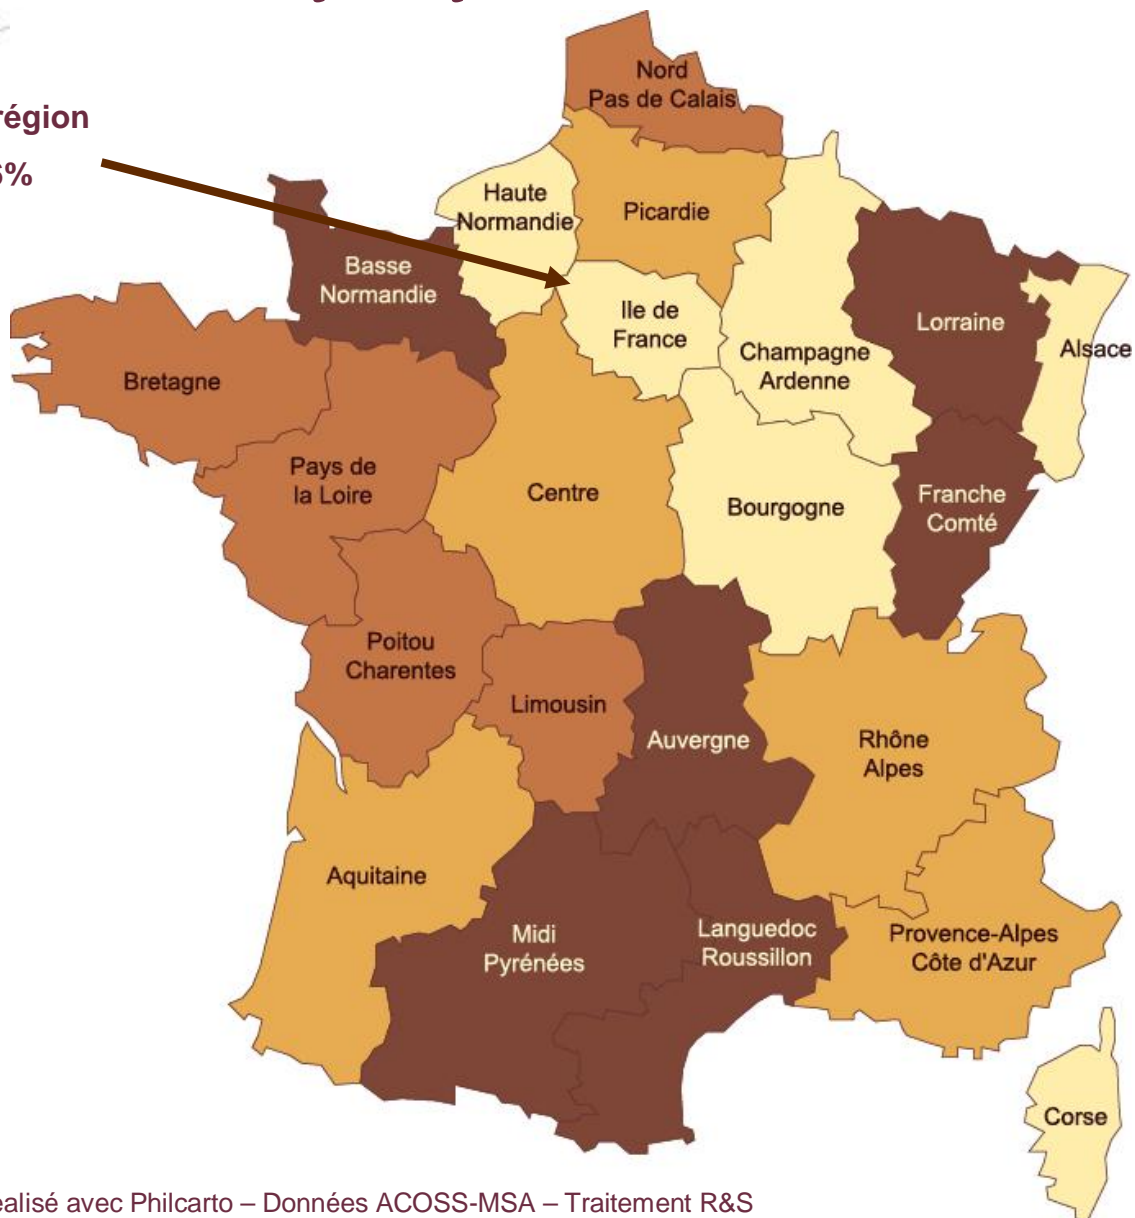 région
%
Nord
Pas de Calais
Haute
Normandie
Picardie
Basse
Normandie
Ile de
France
Champagne
Ardenne
Lorraine
Alsace
Bretagne
Pays de
la Loire
Centre
Bourgogne
Franche
Comté
Poitou
Charentes
Limousin
Auvergne
Rhône
Alpes
Aquitaine
Midi
Pyrénées
Languedoc
Roussillon
Provence-Alpes
Côte d'Azur
Corse
avec Philcarto – Données ACOSS-MSA – Traitement R&S